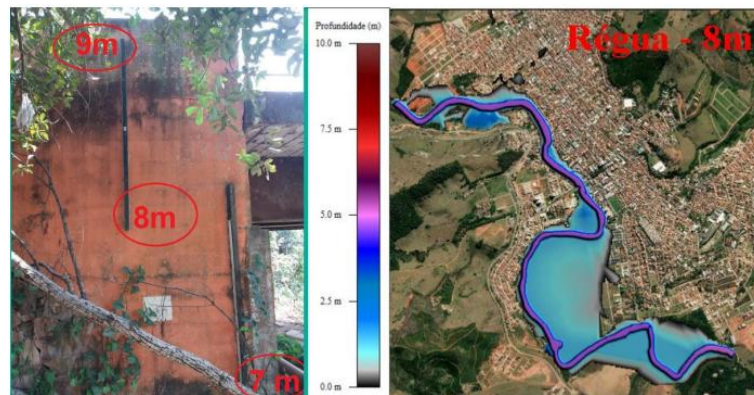 9m
8m
7 m
Profundidade (m)
10.0 m
7.5 m
5.0 m
2.5 m
0.0 m
Régua - 8m